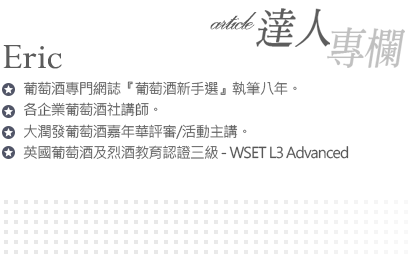 article 達人專欄
Eric
葡萄酒專門網誌『葡萄酒新手選』執筆八年。
各企業葡萄酒社講師。
大潤發葡萄酒嘉年華評審/活動主講。
英國葡萄酒及烈酒教育認證三級 - WSET L3 Advanced